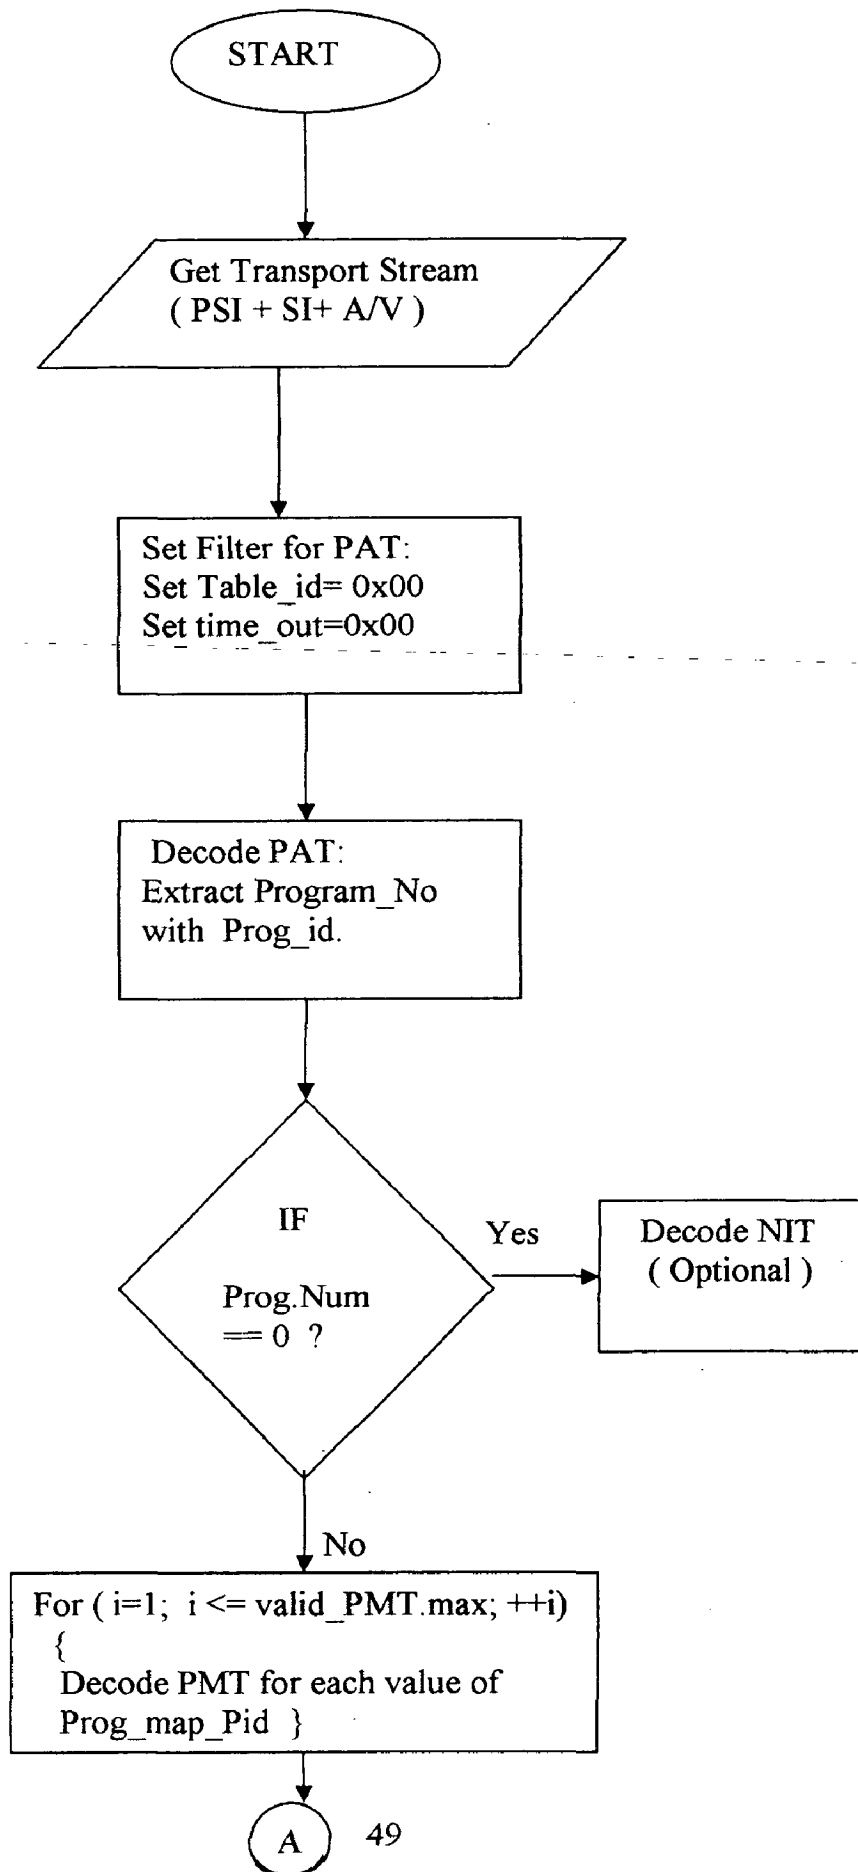 START
Get Transport Stream
( PSI + SI+ A/V )
Set Filter for PAT:
Set Table_id= 0x00
Set time_out=0x00
Decode PAT:
Extract Program_No
with Prog_id.
IF
Prog.Num
== 0 ?
Yes
Decode NIT
( Optional )
No
For ( i=1; i <= valid_PMT.max; ++i)
{
Decode PMT for each value of
Prog_map_Pid }
A
49